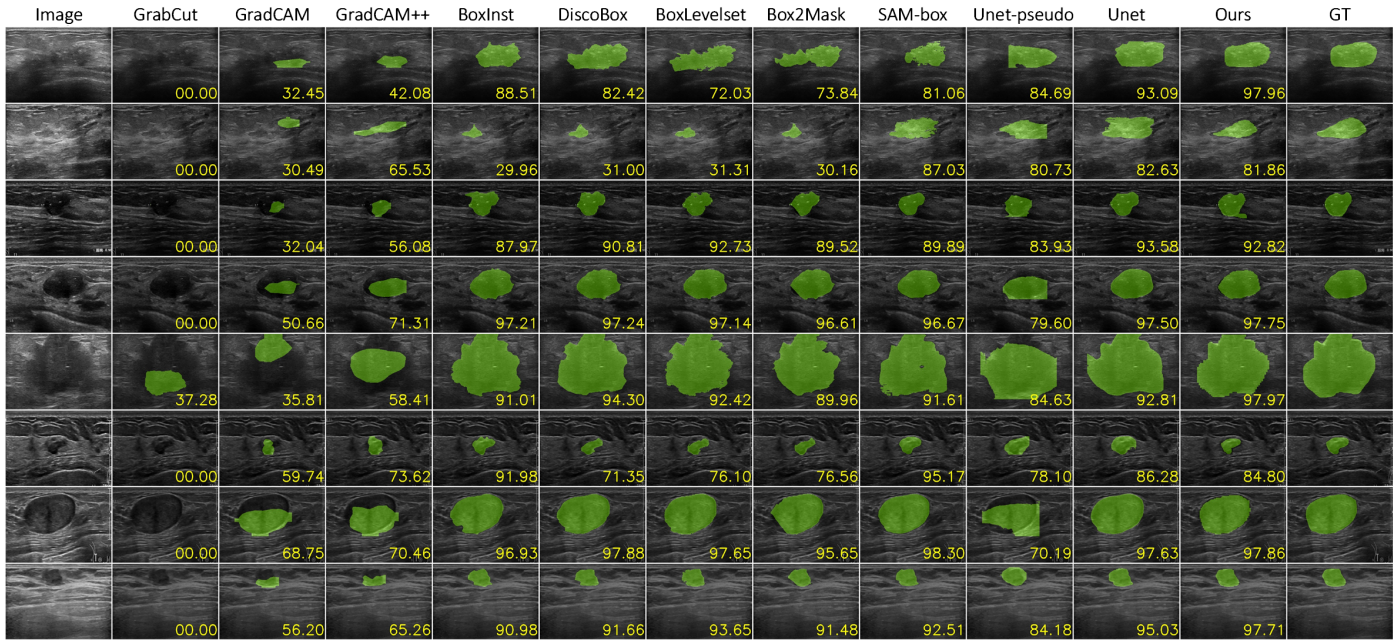 Image GrabCut GradCAM GradCAM++ BoxInst DiscoBox BoxLevelset Box2Mask SAM-box Unet-pseudo Unet Ours GT
00.00 32.45 42.08 88.51 82.42 72.03 73.84 81.06 84.69 93.09 97.96
00.00 30.49 65.53 29.96 31.00 31.31 30.16 87.03 80.73 82.63 81.86
00.00 32.04 56.08 87.97 90.81 92.73 89.52 89.89 83.93 93.58 92.82
00.00 50.66 71.31 97.21 97.24 97.14 96.61 96.67 79.60 97.50 97.75
37.28 35.81 58.41 91.01 94.30 92.42 89.96 91.61 84.63 92.81 97.97
00.00 59.74 73.62 91.98 71.35 76.10 76.56 95.17 78.10 86.28 84.80
00.00 68.75 70.46 96.93 97.88 97.65 95.65 98.30 70.19 97.63 97.86
00.00 56.20 65.26 90.98 91.66 93.65 91.48 92.51 84.18 95.03 97.71